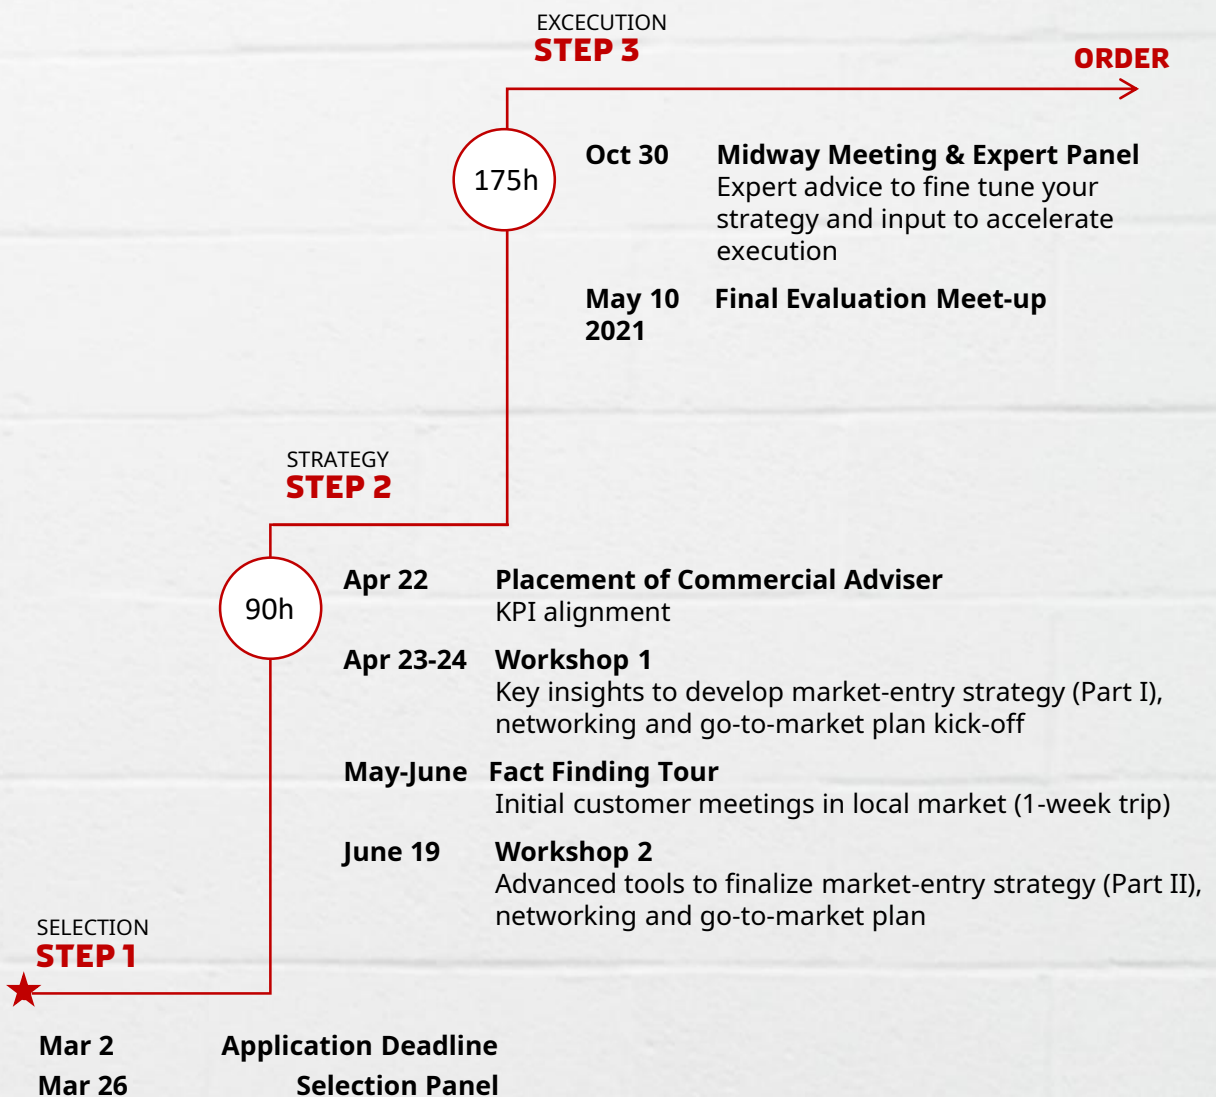 EXCECUTION
STEP 3
ORDER
175h
Oct 30 Midway Meeting & Expert Panel
Expert advice to fine tune your
strategy and input to accelerate
execution
May 10 Final Evaluation Meet-up
2021
STRATEGY
STEP 2
90h
Apr 22 Placement of Commercial Adviser
KPI alignment
Apr 23-24 Workshop 1
Key insights to develop market-entry strategy (Part I),
networking and go-to-market plan kick-off
May-June Fact Finding Tour
Initial customer meetings in local market (1-week trip)
June 19 Workshop 2
Advanced tools to finalize market-entry strategy (Part II),
networking and go-to-market plan
SELECTION
STEP 1
Mar 2 Application Deadline
Mar 26 Selection Panel